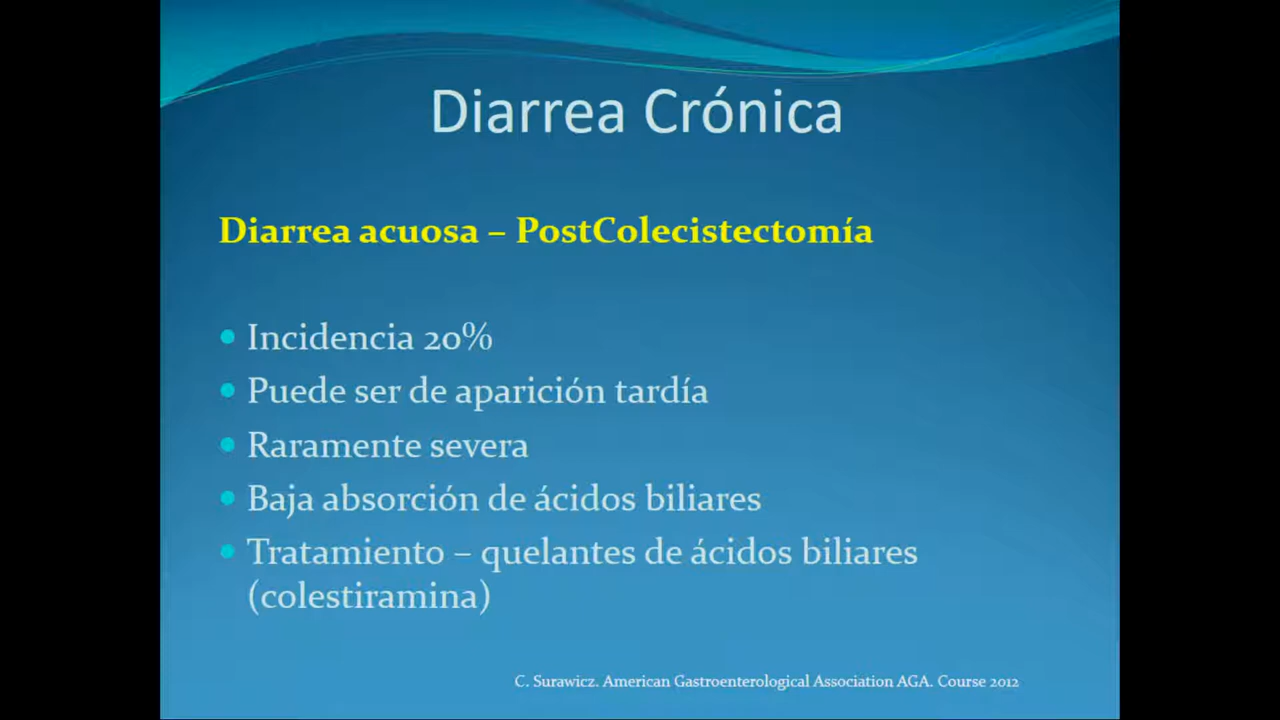 Diarrea Crónica
Diarrea acuosa – PostColecistectomía
• Incidencia 20%
• Puede ser de aparición tardía
• Raramente severa
• Baja absorción de ácidos biliares
• Tratamiento – quelantes de ácidos biliares
(colestiramina)
C. Surawicz. American Gastroenterological Association AGA. Course 2012